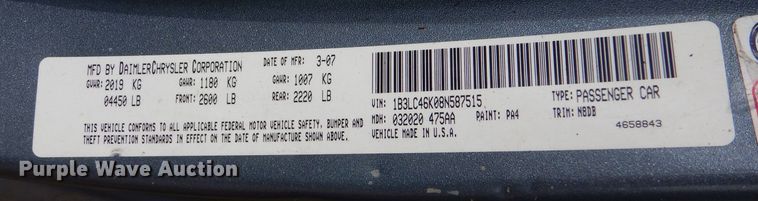 MFD BY DAIMLERCHRYSLER CORPORATION DATE OF MFR: 3-07
GVWR: 2019 KG GAWR: 1180 KG GAWR: 1007 KG
04450 LB FRONT: 2600 LB REAR: 2220 LB
THIS VEHICLE CONFORMS TO ALL APPLICABLE FEDERAL MOTOR VEHICLE SAFETY, BUMPER AND
THEFT PREVENTION STANDARDS IN EFFECT ON THE DATE OF MANUFACTURE SHOWN ABOVE.
VIN: 1B3LC46K08N587515 TYPE: PASSENGER CAR
MDH: 032020 475AA PAINT: PA4 TRIM: N8DB
VEHICLE MADE IN U.S.A. 4658843
Purple Wave Auction